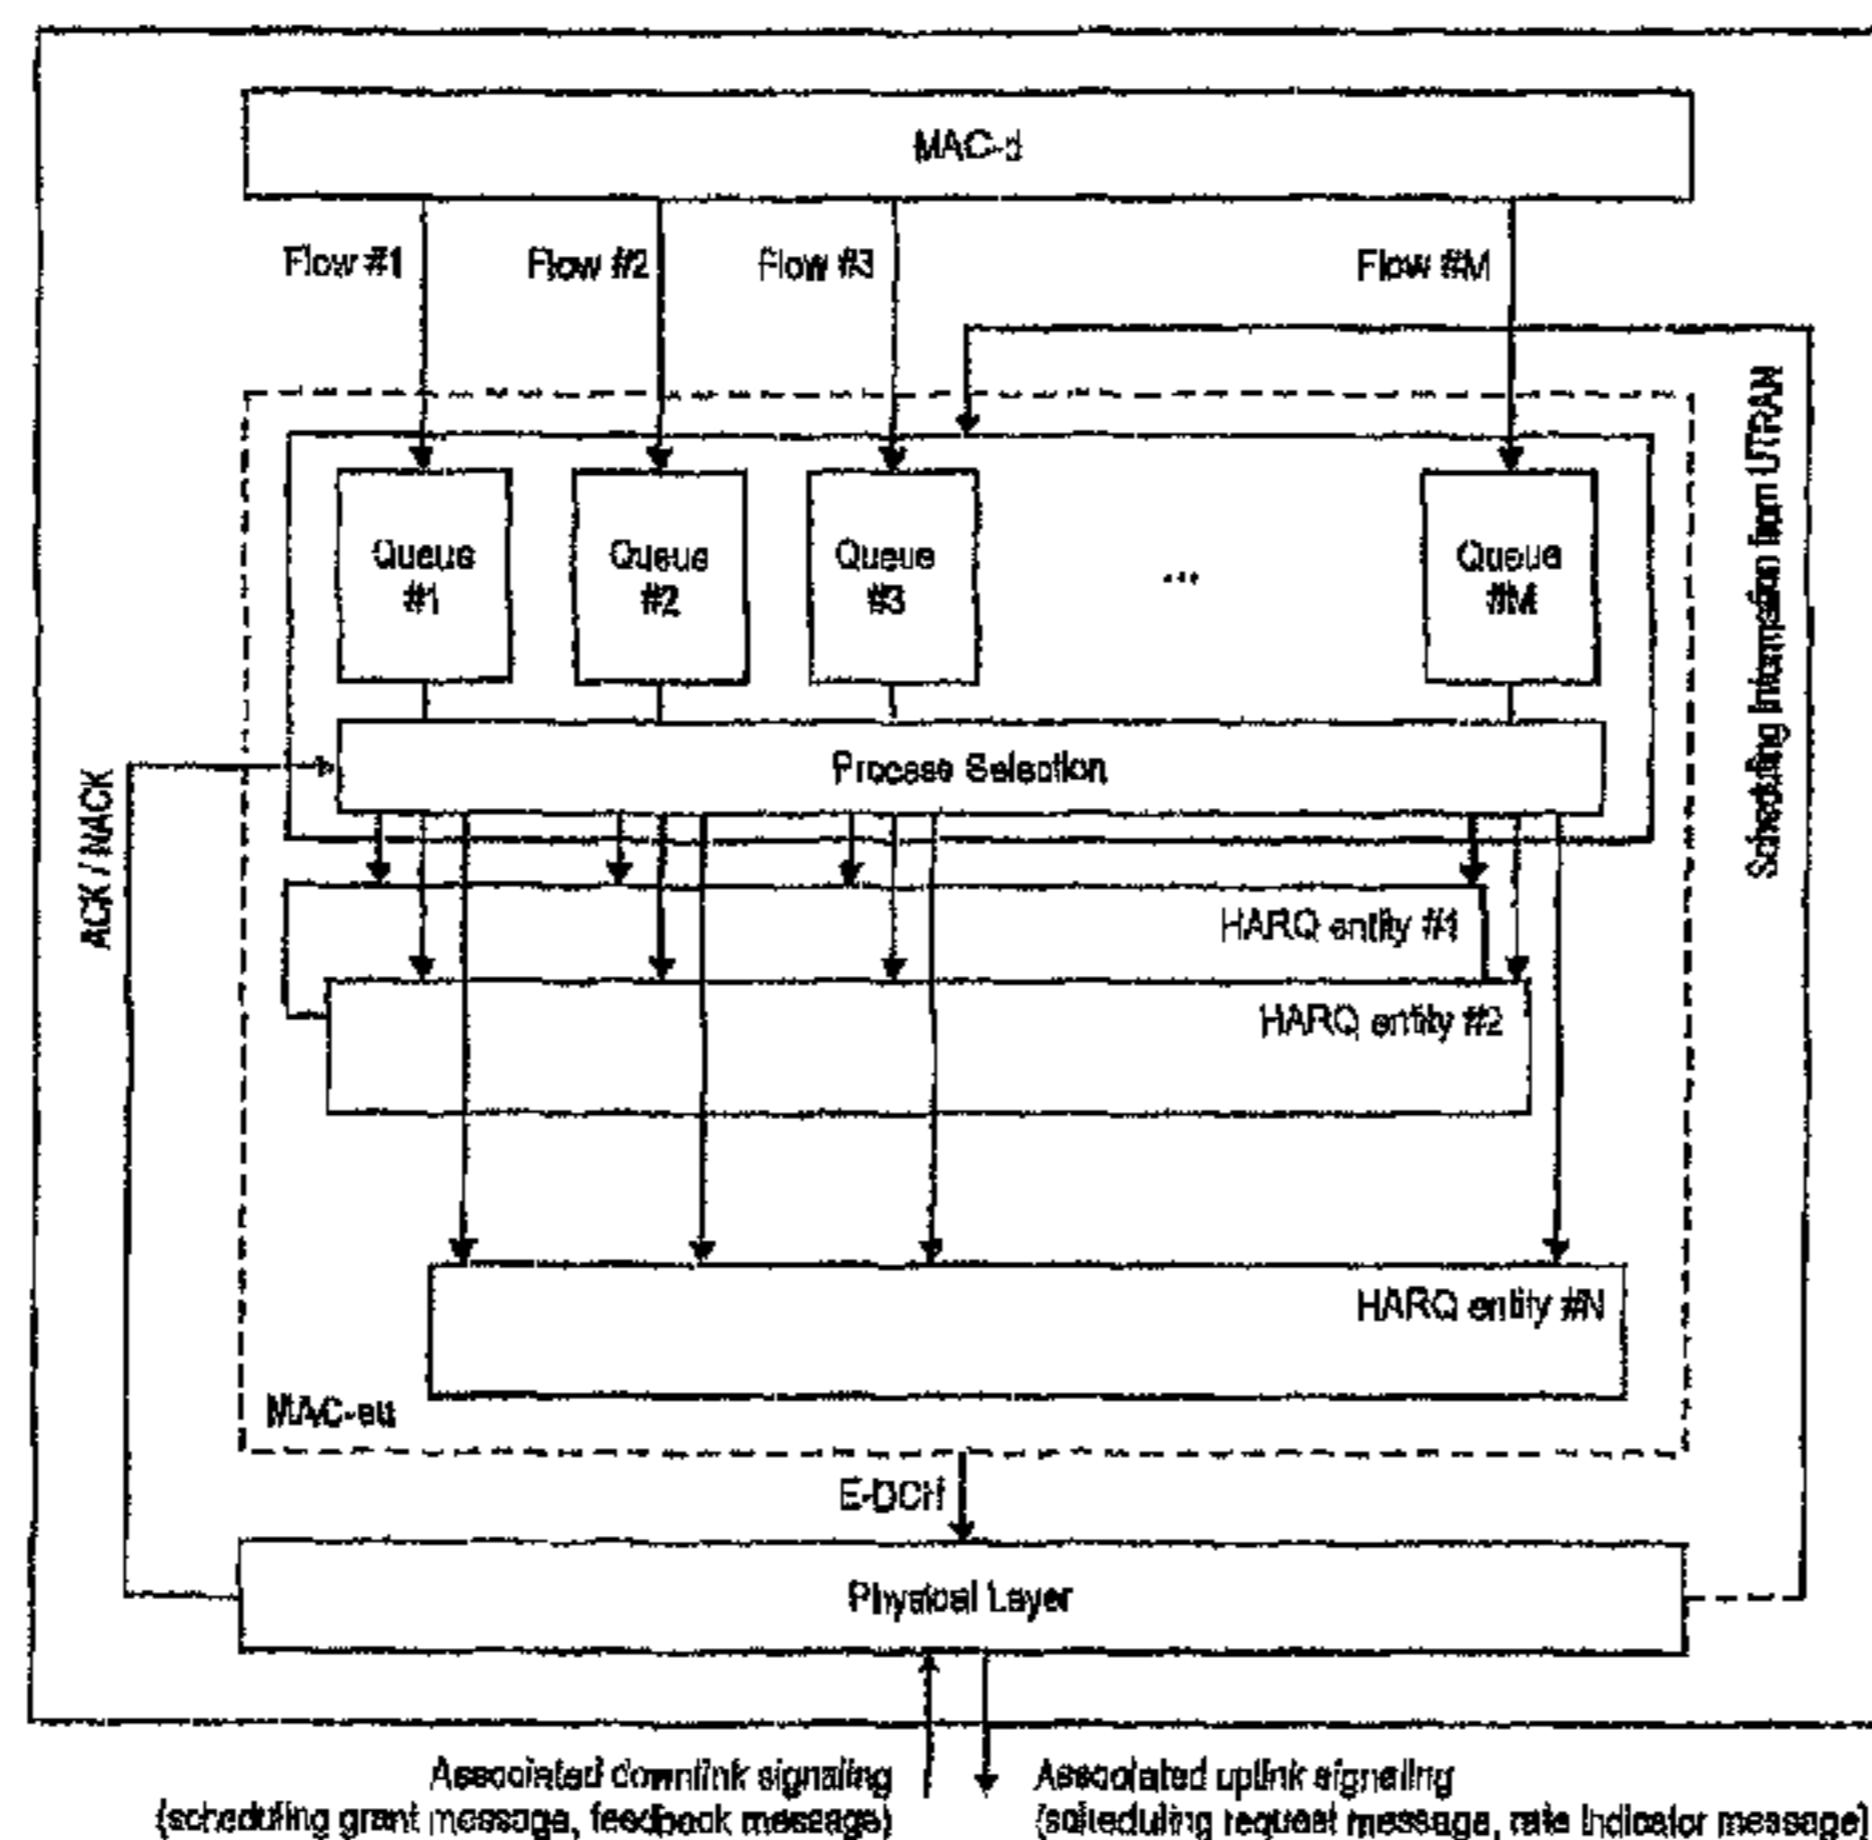 MAC-d
Flow #1
Flow #2
Flow #3
Flow #M
Scheduling Information from UTRAN
Queue
#1
Queue
#2
Queue
#3
...
Queue
#M
Process Selection
ACK / NACK
HARQ entity #1
HARQ entity #2
HARQ entity #N
MAC-eu
E-DCH
Physical Layer
Associated downlink signaling
(scheduling grant message, feedback message)
Associated uplink signaling
(scheduling request message, rate indicator message)